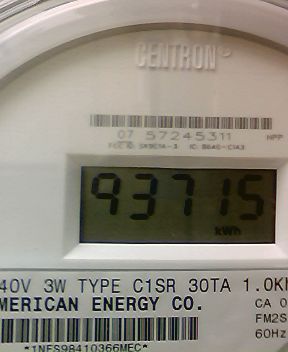 CENTRON®
07 57245311
93715
kWh
40V 3W TYPE C1SR 30TA 1.0K
MERICAN ENERGY CO.
CA 0
FM2S
60Hz
*1NFS98410366MEC*